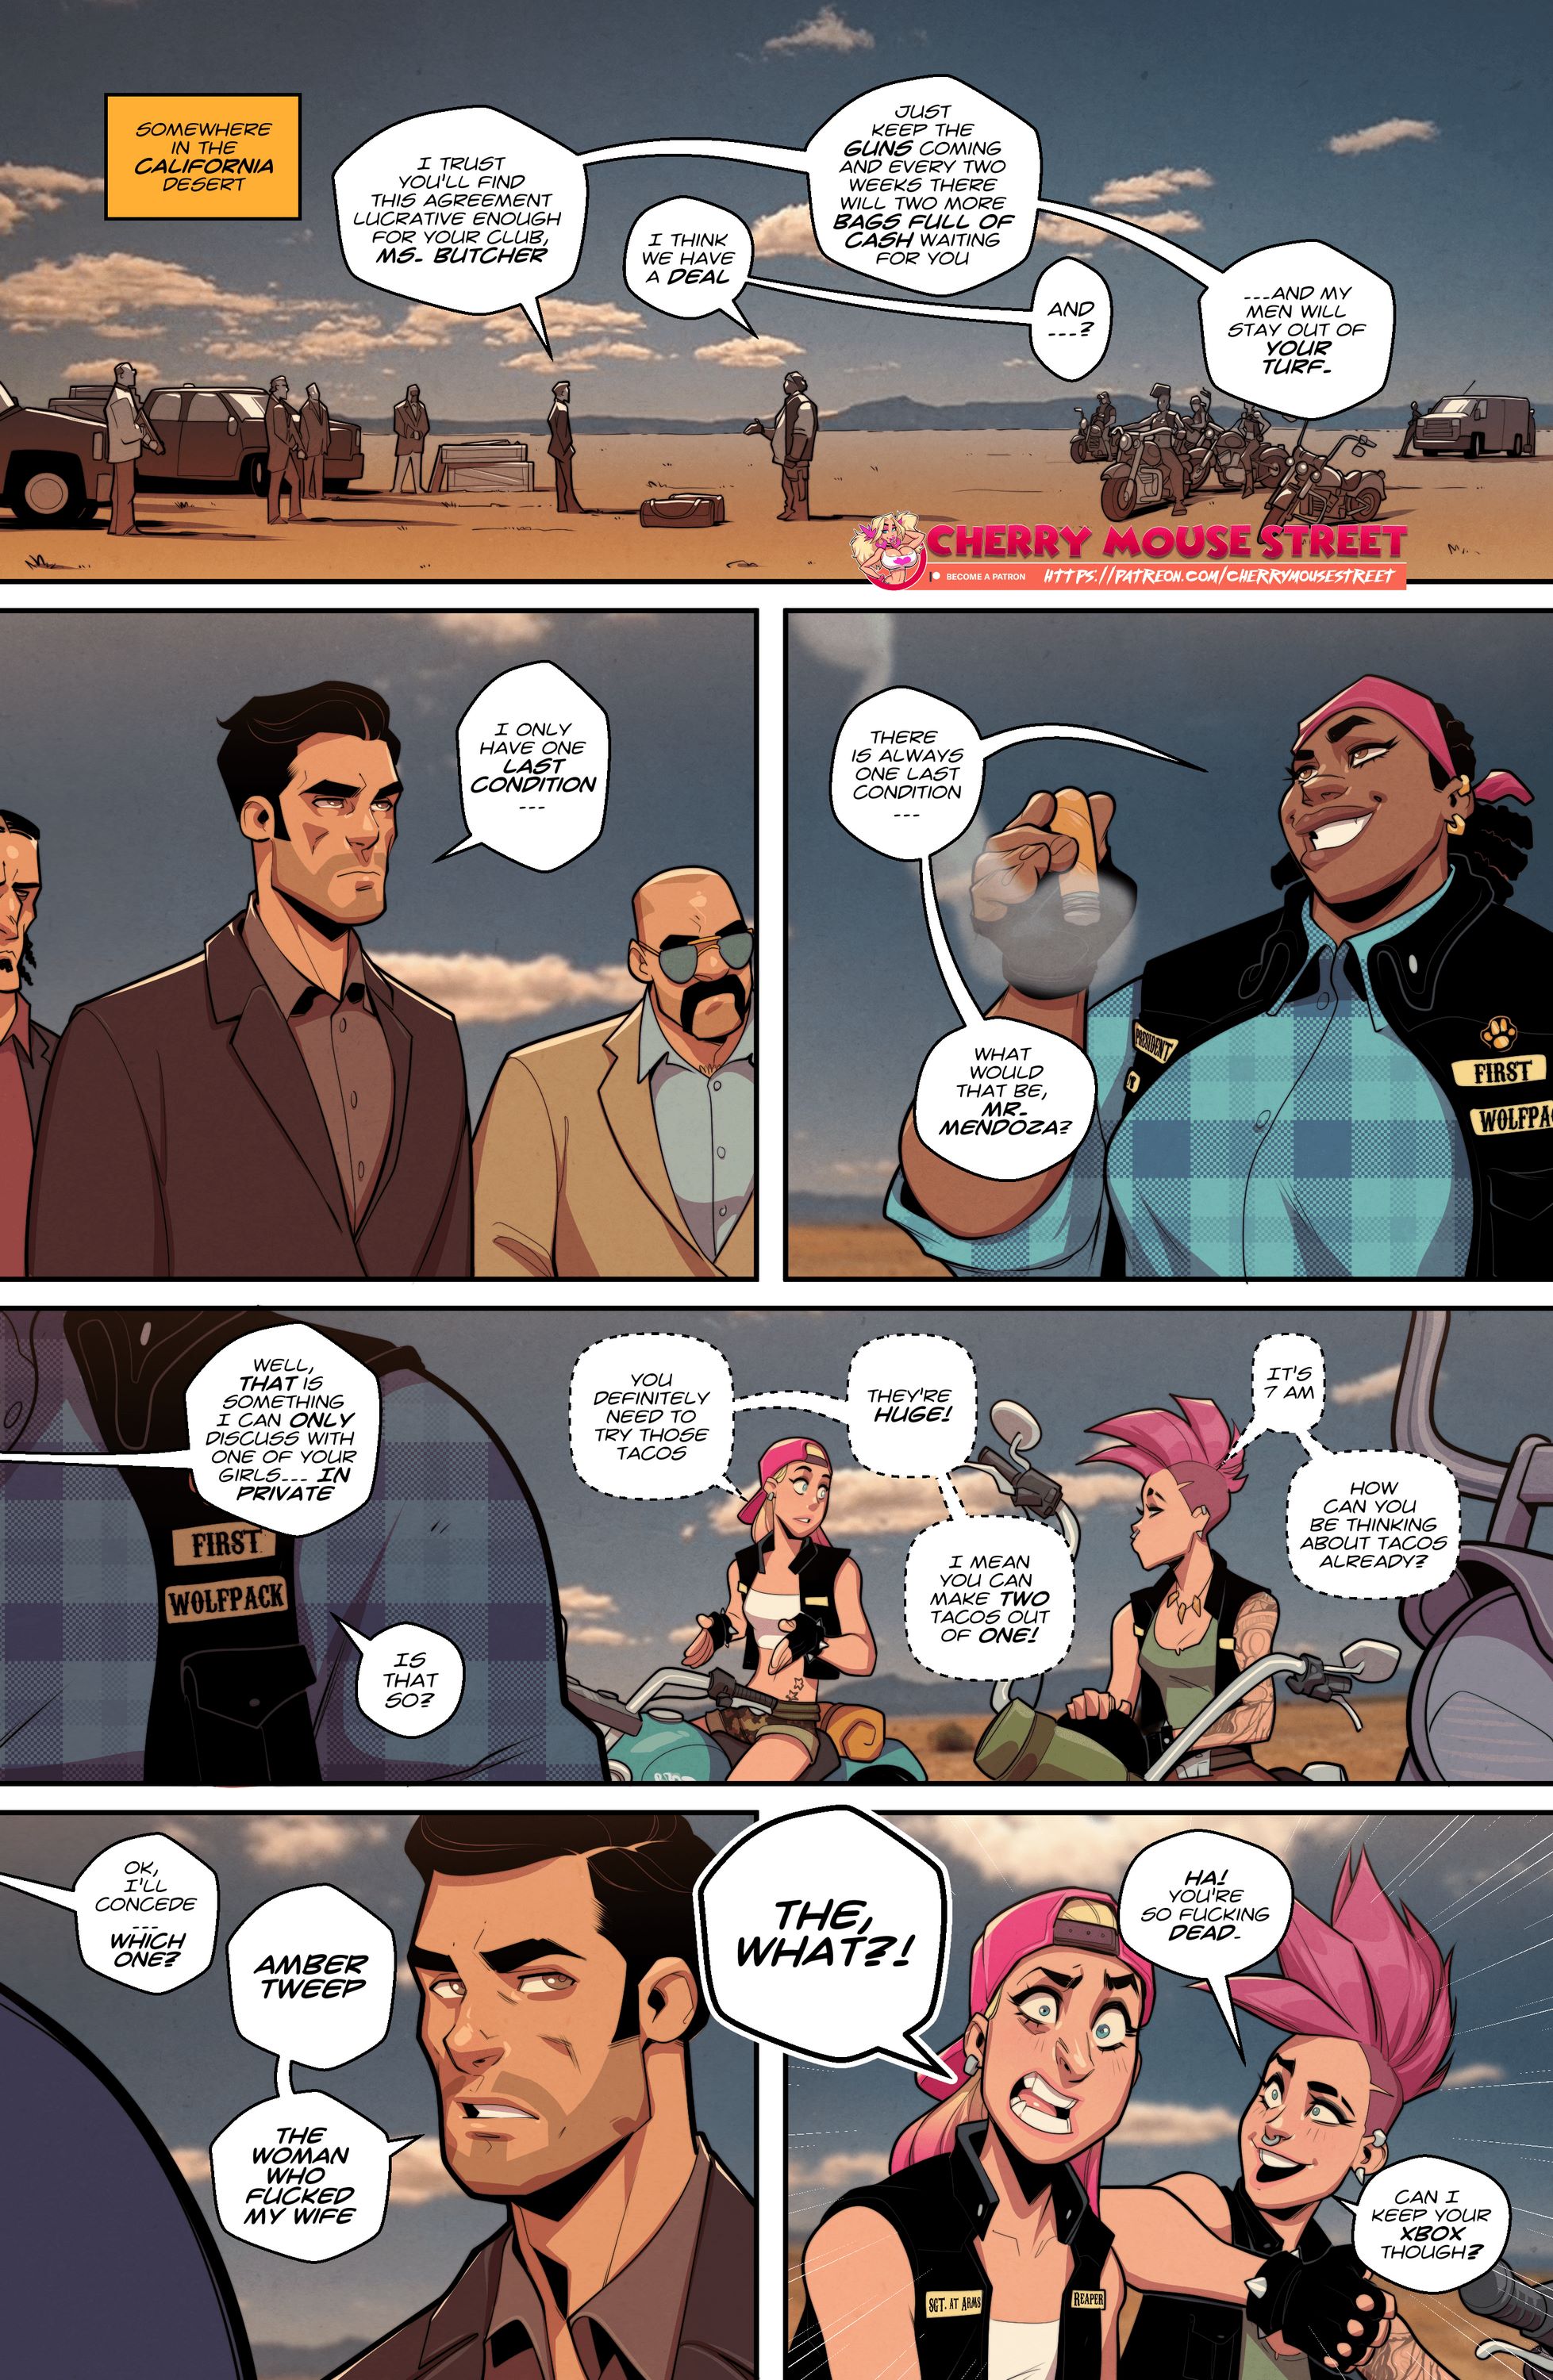 SOMEWHERE
IN THE
CALIFORNIA
DESERT
I TRUST
YOU'LL FIND
THIS AGREEMENT
LUCRATIVE ENOUGH
FOR YOUR CLUB,
MS. BUTCHER
I THINK
WE HAVE
A DEAL
JUST
KEEP THE
GUNS COMING
AND EVERY TWO
WEEKS THERE
WILL TWO MORE
BAGS FULL OF
CASH WAITING
FOR YOU
AND
...?
...AND MY
MEN WILL
STAY OUT OF
YOUR
TURF.
CHERRY MOUSE STREET
BECOME A PATRON
HTTPS://PATREON.COM/CHERRYMOUSESTREET
I ONLY
HAVE ONE
LAST
CONDITION
...
THERE
IS ALWAYS
ONE LAST
CONDITION
...
WHAT
WOULD
THAT BE,
MR.
MENDOZA?
PRESIDENT
FIRST
WELL,
THAT IS
SOMETHING
I CAN ONLY
DISCUSS WITH
ONE OF YOUR
GIRLS... IN
PRIVATE
FIRST
WOLFPACK
IS
THAT
SO?
YOU
DEFINITELY
NEED TO
TRY THOSE
TACOS
THEY'RE
HUGE!
I MEAN
YOU CAN
MAKE TWO
TACOS OUT
OF ONE!
IT'S
7 AM
HOW
CAN YOU
BE THINKING
ABOUT TACOS
ALREADY?
OK,
I'LL
CONCEDE
...
WHICH
ONE?
AMBER
TWEEP
THE
WOMAN
WHO
FUCKED
MY WIFE
THE,
WHAT?!
HA!
YOU'RE
SO FUCKING
DEAD.
CAN I
KEEP YOUR
XBOX
THOUGH?
SGT. AT ARMS
REAPER